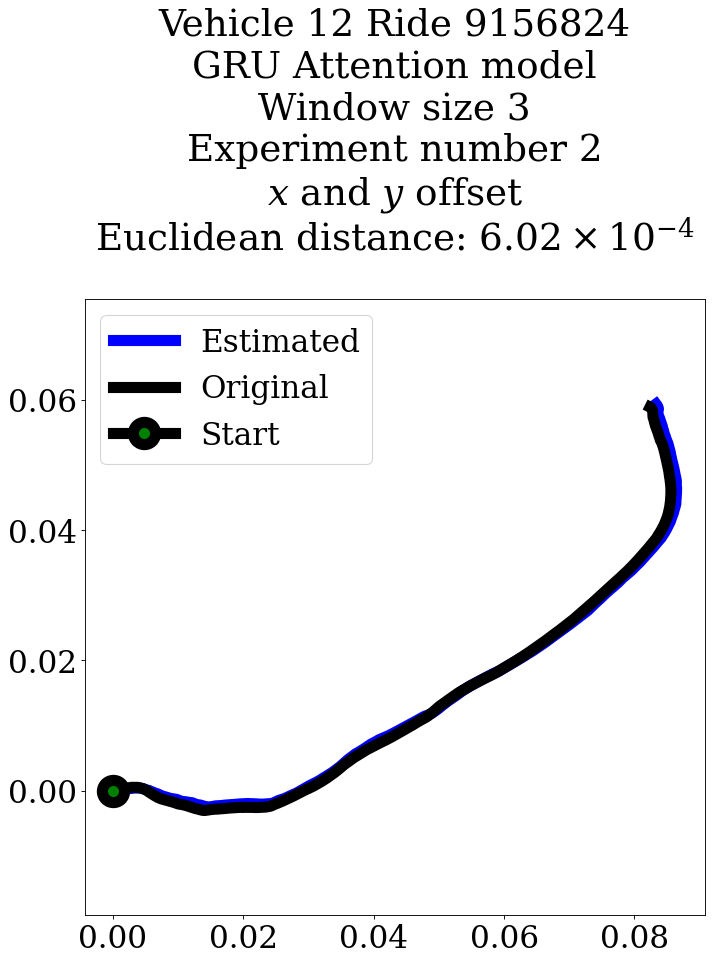 Vehicle 12 Ride 9156824
GRU Attention model
Window size 3
Experiment number 2
x and y offset
Euclidean distance: 6.02 × 10⁻⁴
Estimated
Original
Start
0.06
0.04
0.02
0.00
0.00 0.02 0.04 0.06 0.08